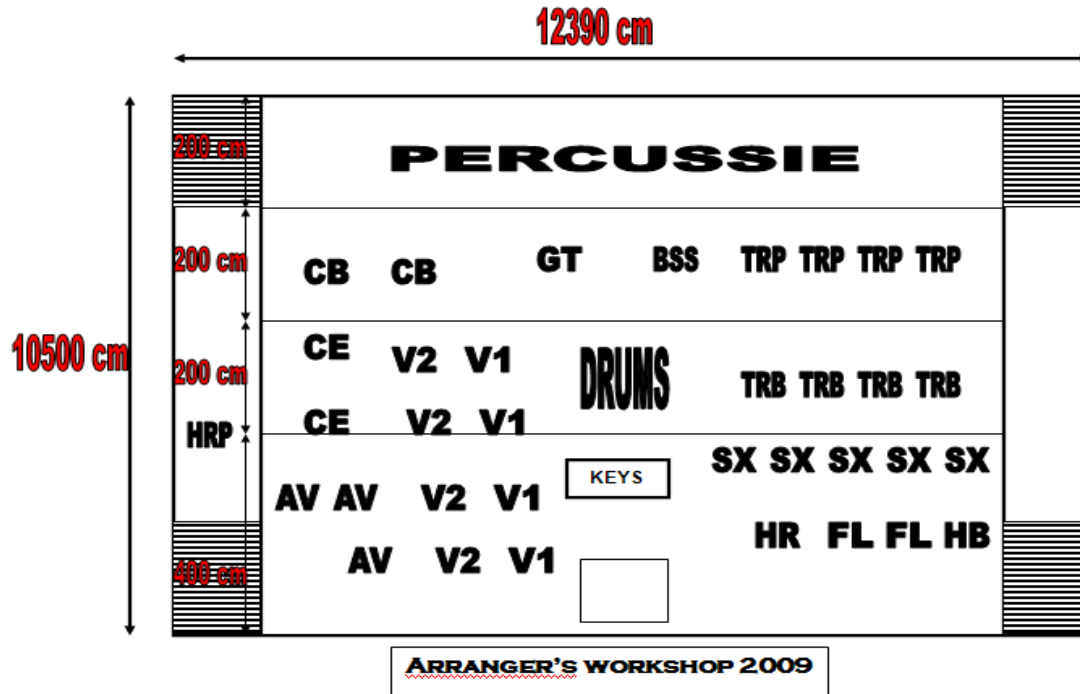 12390 cm
200 cm
PERCUSSIE
200 cm
CB CB GT BSS TRP TRP TRP TRP
10500 cm
200 cm
CE V2 V1 DRUMS TRB TRB TRB TRB
HRP
CE V2 V1
SX SX SX SX SX
KEYS
AV AV V2 V1
HR FL FL HB
AV V2 V1
400 cm
ARRANGER'S WORKSHOP 2009